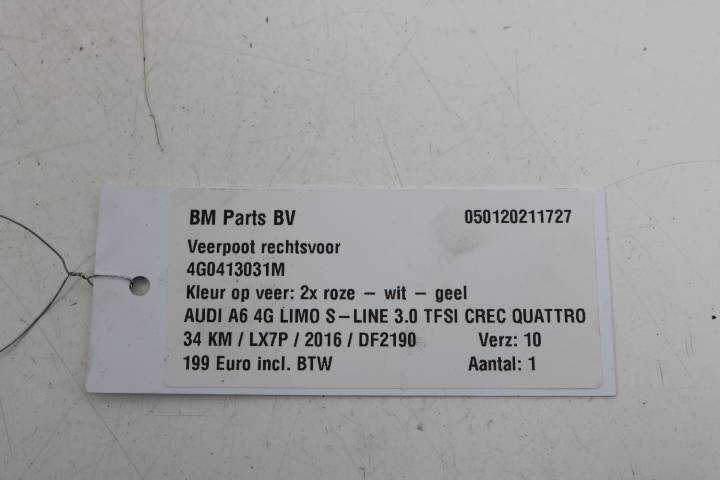 BM Parts BV 050120211727
Veerpoot rechtsvoor
4G0413031M
Kleur op veer: 2x roze – wit – geel
AUDI A6 4G LIMO S–LINE 3.0 TFSI CREC QUATTRO
34 KM / LX7P / 2016 / DF2190 Verz: 10
199 Euro incl. BTW Aantal: 1